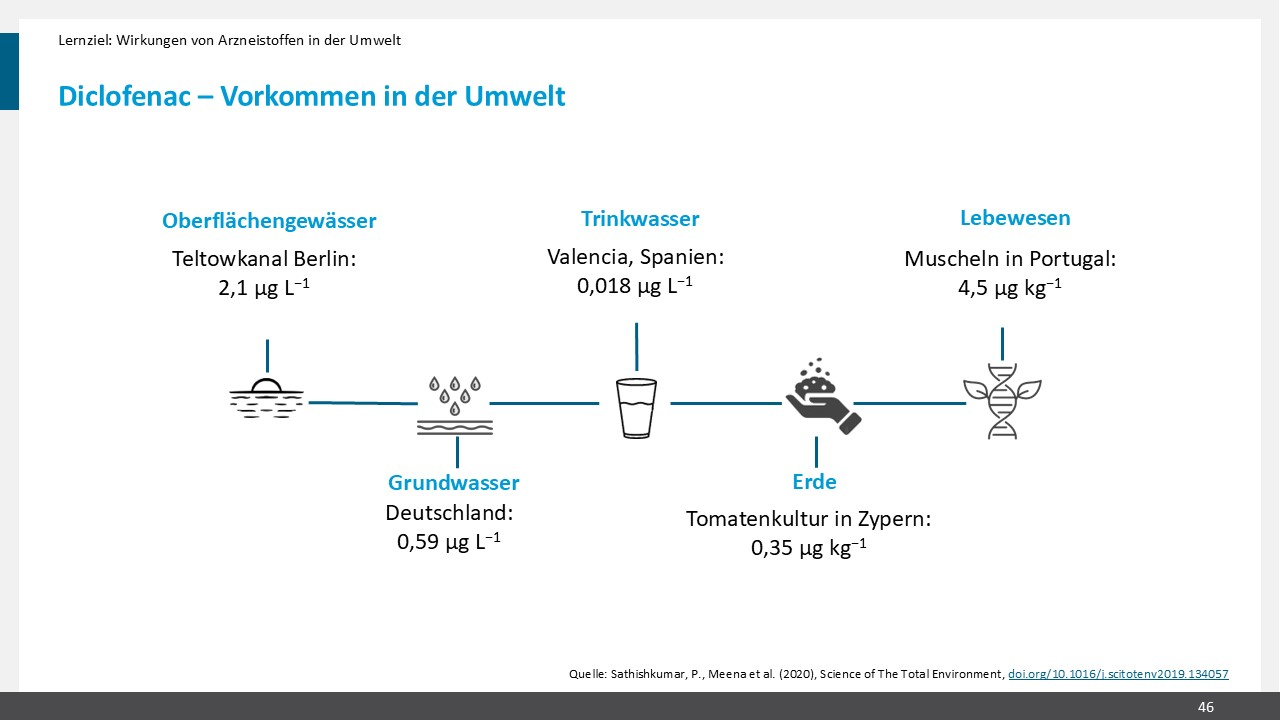 Lernziel: Wirkungen von Arzneistoffen in der Umwelt
Diclofenac – Vorkommen in der Umwelt
Oberflächengewässer
Teltowkanal Berlin:
2,1 µg L⁻¹
Trinkwasser
Valencia, Spanien:
0,018 µg L⁻¹
Lebewesen
Muscheln in Portugal:
4,5 µg kg⁻¹
Grundwasser
Deutschland:
0,59 µg L⁻¹
Erde
Tomatenkultur in Zypern:
0,35 µg kg⁻¹
Quelle: Sathishkumar, P., Meena et al. (2020), Science of The Total Environment, doi.org/10.1016/j.scitotenv2019.134057
46